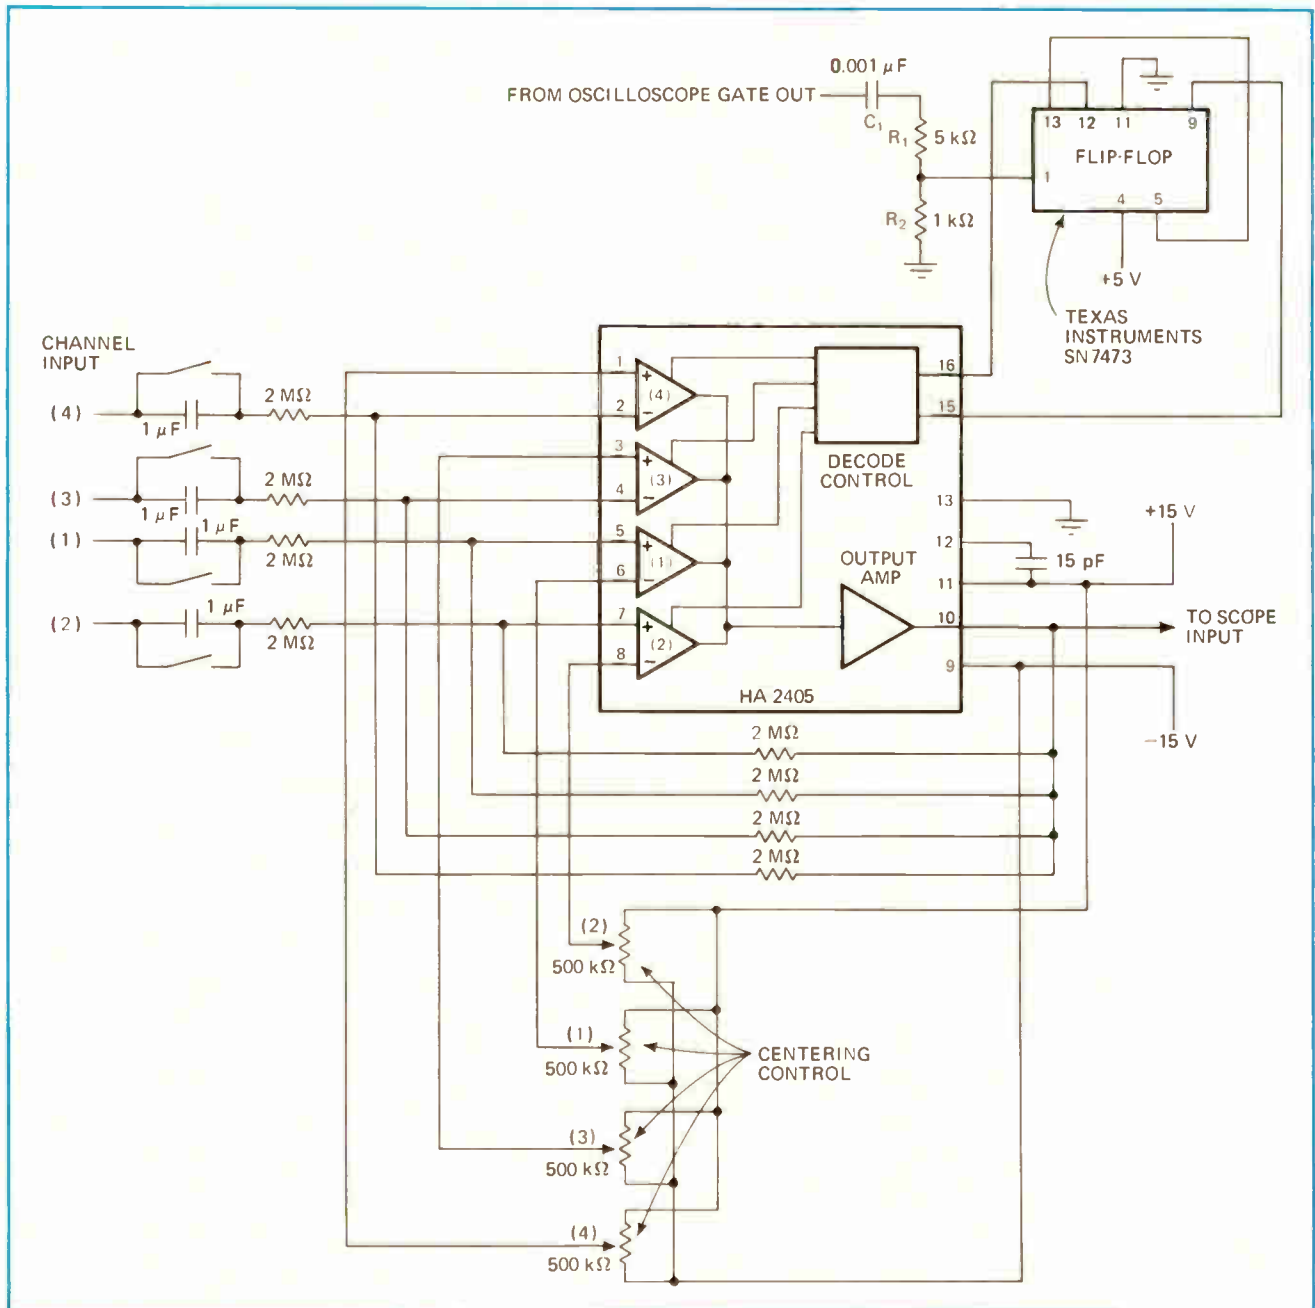 0.001 μF
FROM OSCILLOSCOPE GATE OUT
C₁
R₁
5 kΩ
R₂
1 kΩ
13
12
11
9
FLIP-FLOP
1
4
5
+5 V
TEXAS
INSTRUMENTS
SN7473
CHANNEL
INPUT
(4)
1 μF
2 MΩ
(3)
1 μF
2 MΩ
(1)
1 μF
2 MΩ
(2)
1 μF
2 MΩ
1
+
(4)
2
−
3
+
(3)
4
−
5
+
(1)
6
−
7
+
(2)
8
−
16
15
DECODE
CONTROL
13
12
15 pF
11
+15 V
OUTPUT
AMP
10
TO SCOPE
INPUT
9
−15 V
HA 2405
2 MΩ
2 MΩ
2 MΩ
2 MΩ
(2)
500 kΩ
(1)
500 kΩ
CENTERING
CONTROL
(3)
500 kΩ
(4)
500 kΩ